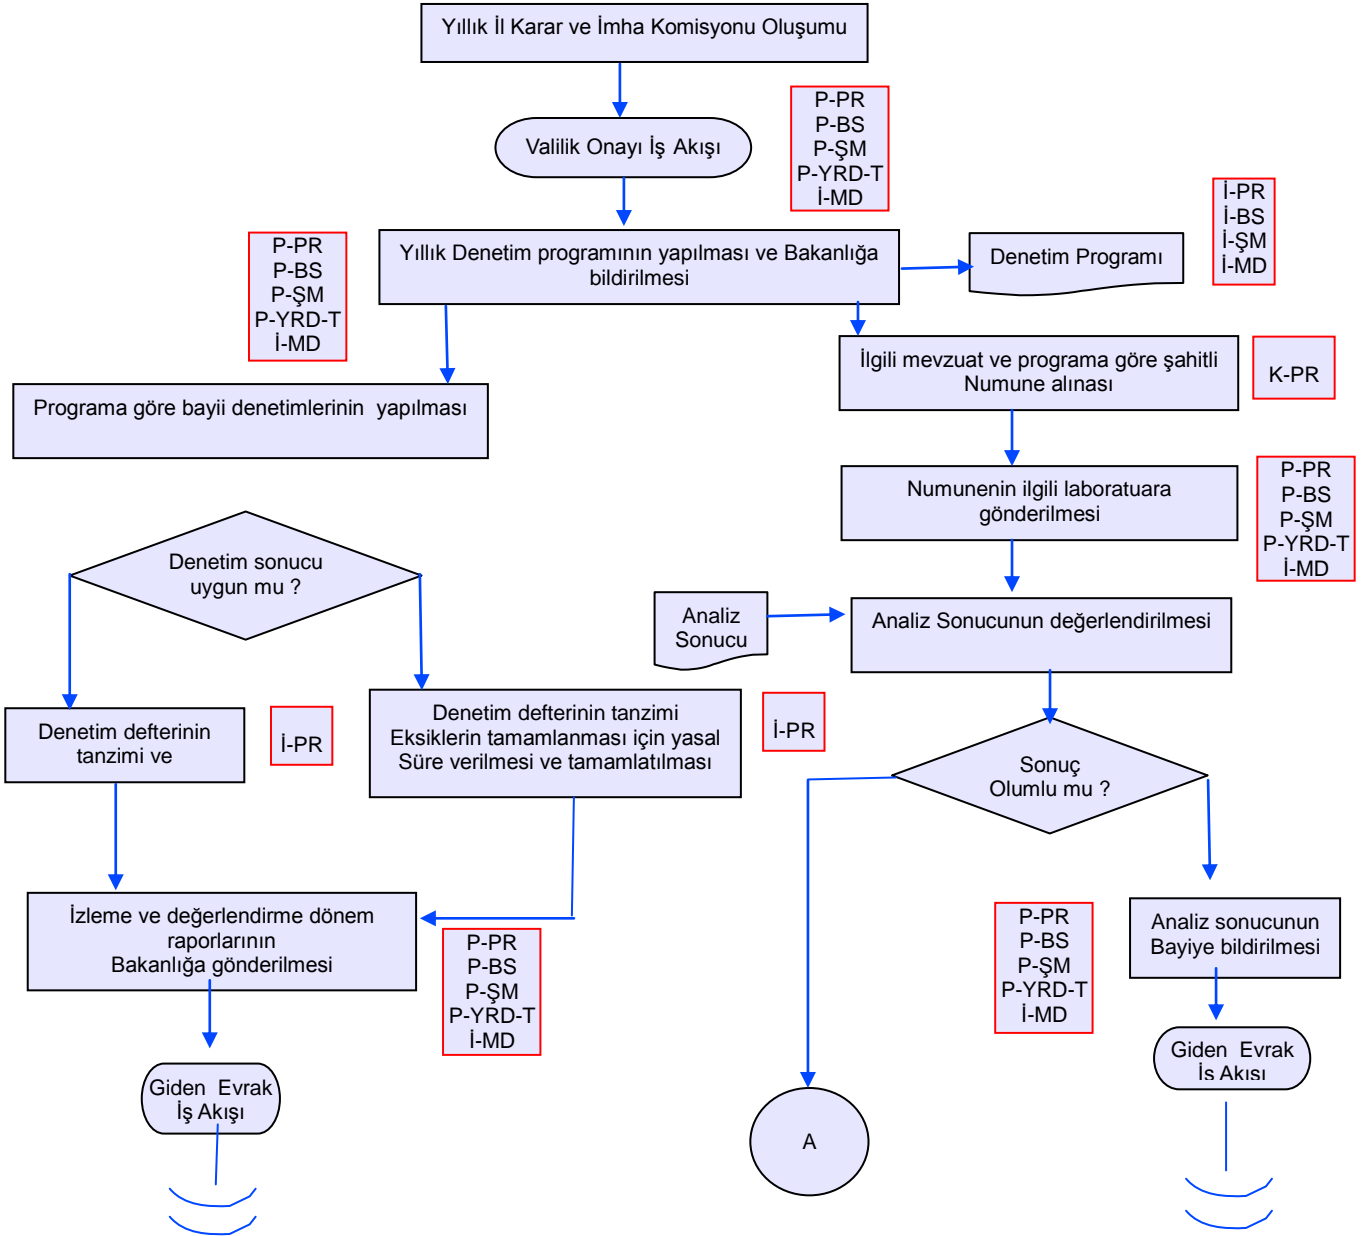 Yıllık İl Karar ve İmha Komisyonu Oluşumu
Valilik Onayı İş Akışı
P-PR
P-BS
P-ŞM
P-YRD-T
İ-MD
İ-PR
İ-BS
İ-ŞM
İ-MD
P-PR
P-BS
P-ŞM
P-YRD-T
İ-MD
Yıllık Denetim programının yapılması ve Bakanlığa
bildirilmesi
Denetim Programı
İlgili mevzuat ve programa göre şahitli
Numune alınası
K-PR
Programa göre bayii denetimlerinin yapılması
Numunenin ilgili laboratuara
gönderilmesi
P-PR
P-BS
P-ŞM
P-YRD-T
İ-MD
Denetim sonucu
uygun mu ?
Analiz
Sonucu
Analiz Sonucunun değerlendirilmesi
Denetim defterinin
tanzimi ve
İ-PR
Denetim defterinin tanzimi
Eksiklerin tamamlanması için yasal
Süre verilmesi ve tamamlatılması
İ-PR
Sonuç
Olumlu mu ?
İzleme ve değerlendirme dönem
raporlarının
Bakanlığa gönderilmesi
P-PR
P-BS
P-ŞM
P-YRD-T
İ-MD
P-PR
P-BS
P-ŞM
P-YRD-T
İ-MD
Analiz sonucunun
Bayiye bildirilmesi
Giden Evrak
İş Akışı
A
Giden Evrak
İş Akışı